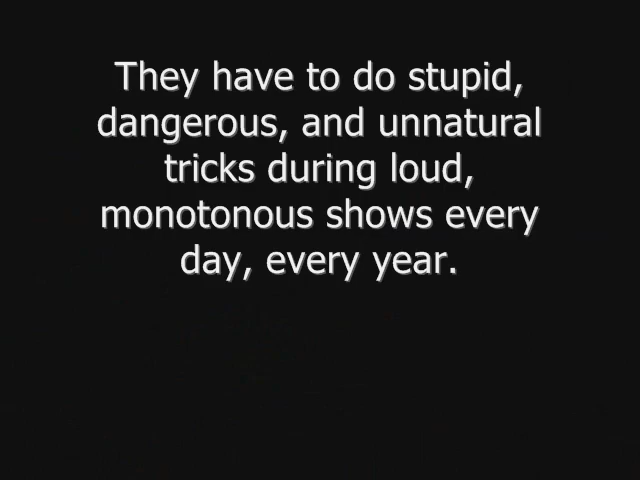 They have to do stupid,
dangerous, and unnatural
tricks during loud,
monotonous shows every
day, every year.